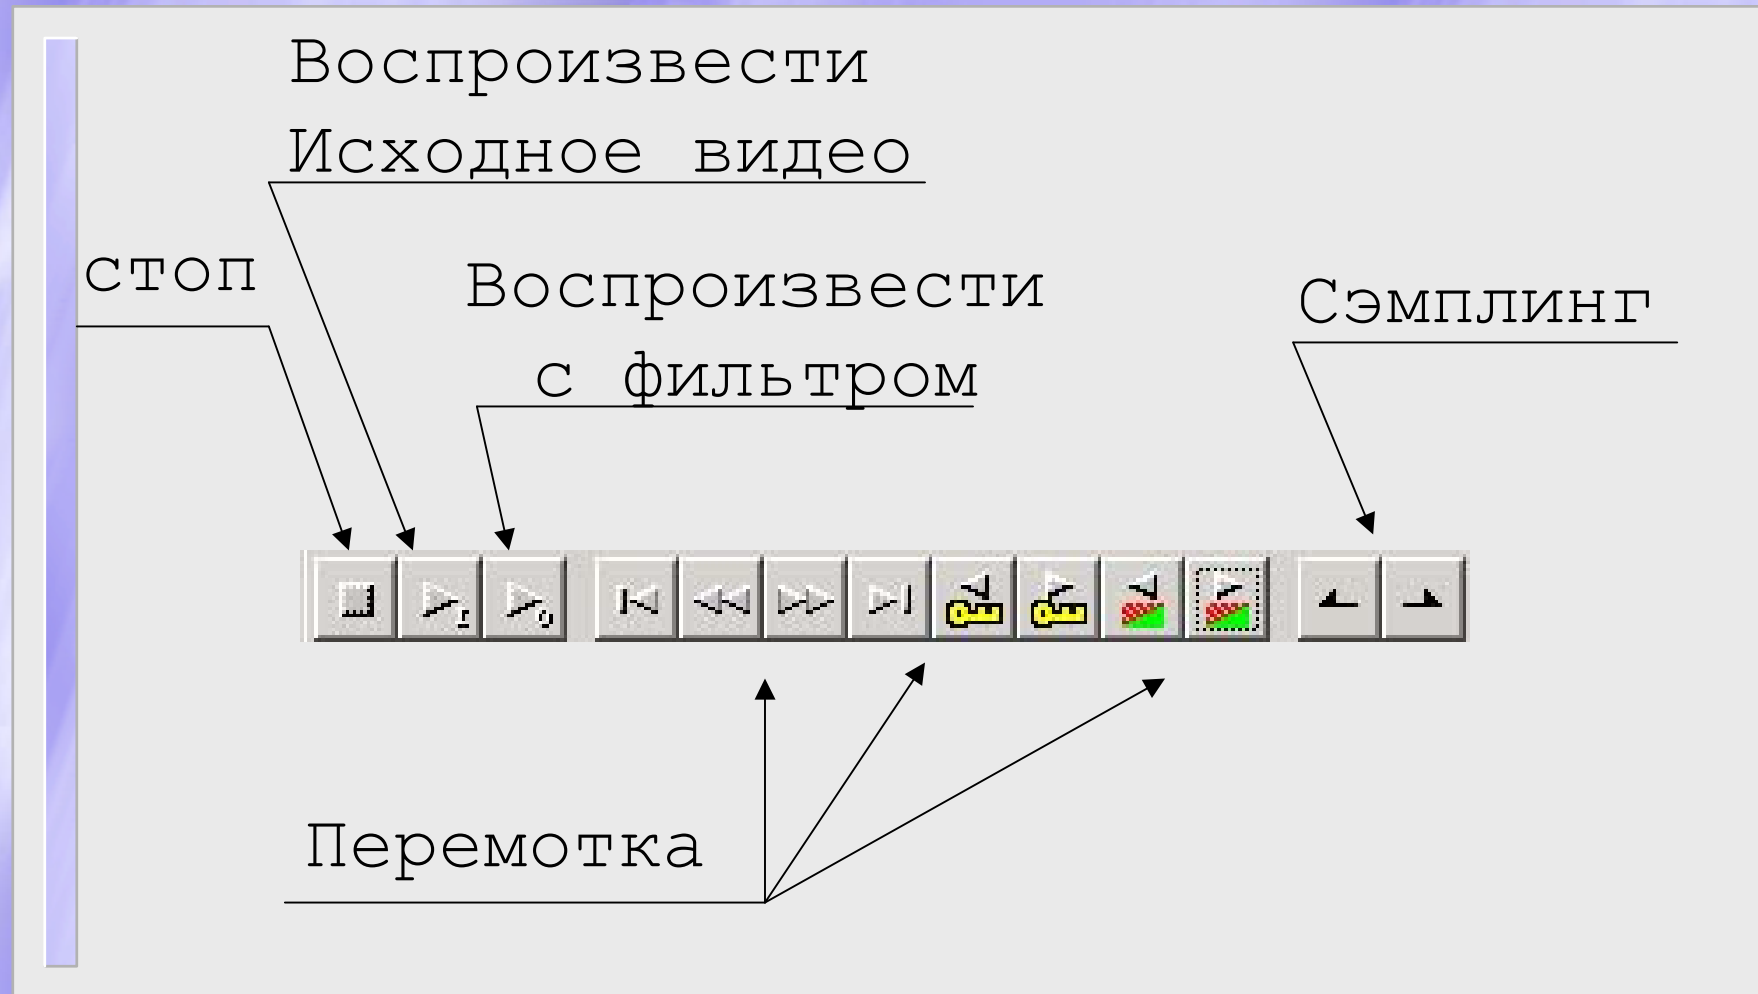 Воспроизвести
Исходное видео
стоп
Воспроизвести
с фильтром
Сэмплинг
Перемотка